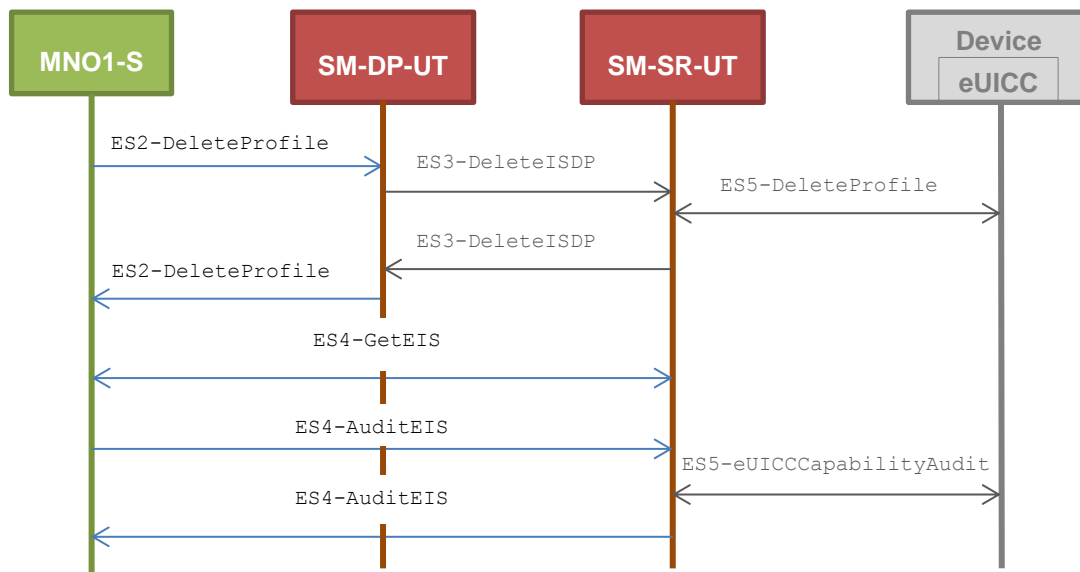 MNO1-S
SM-DP-UT
SM-SR-UT
Device
eUICC
ES2-DeleteProfile
ES3-DeleteISDP
ES5-DeleteProfile
ES3-DeleteISDP
ES2-DeleteProfile
ES4-GetEIS
ES4-AuditEIS
ES5-eUICCCapabilityAudit
ES4-AuditEIS